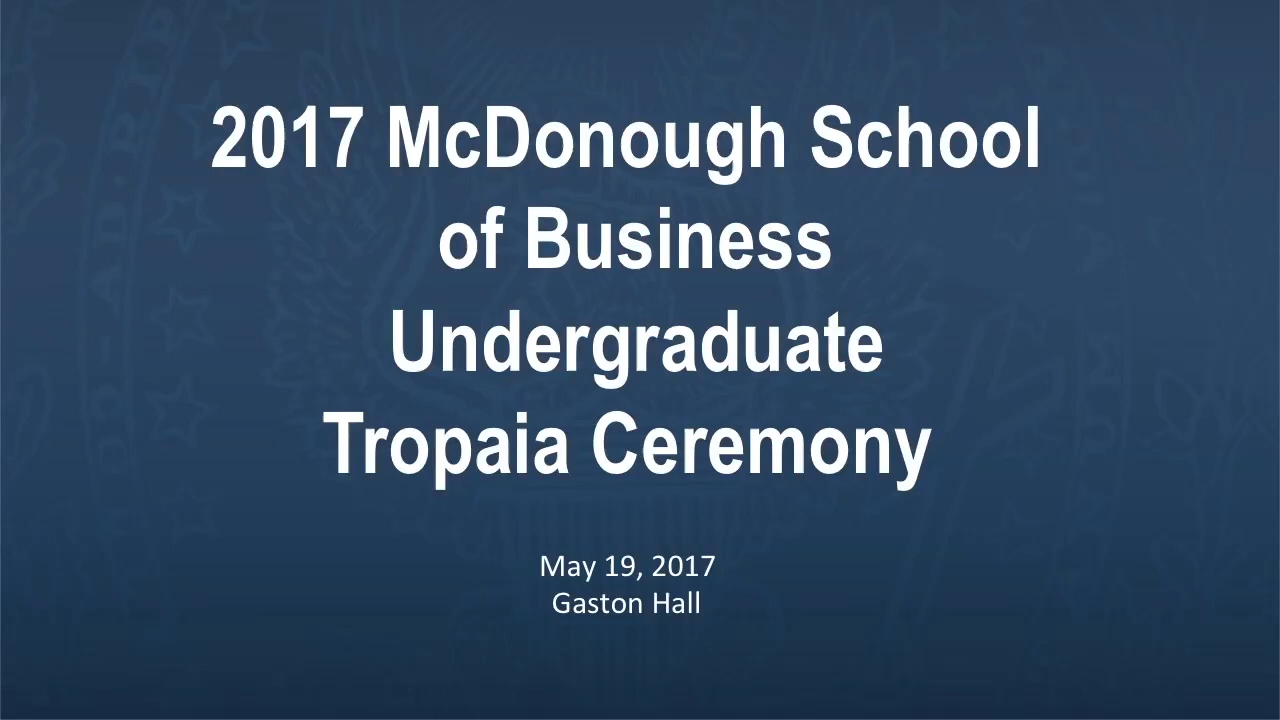 2017 McDonough School
of Business
Undergraduate
Tropaia Ceremony
May 19, 2017
Gaston Hall